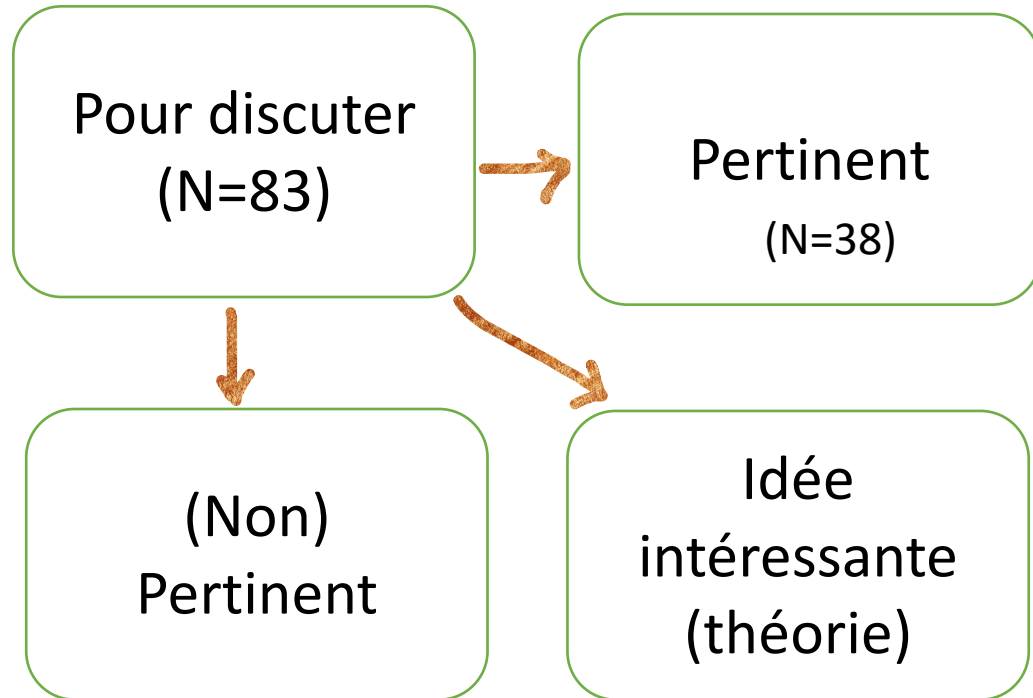 Pour discuter
(N=83)
Pertinent
(N=38)
(Non)
Pertinent
Idée
intéressante
(théorie)